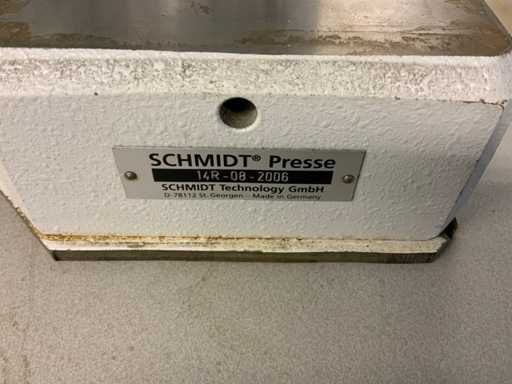 SCHMIDT® Presse
14R-08-2006
SCHMIDT Technology GmbH
D-78112 St. Georgen - Made in Germany